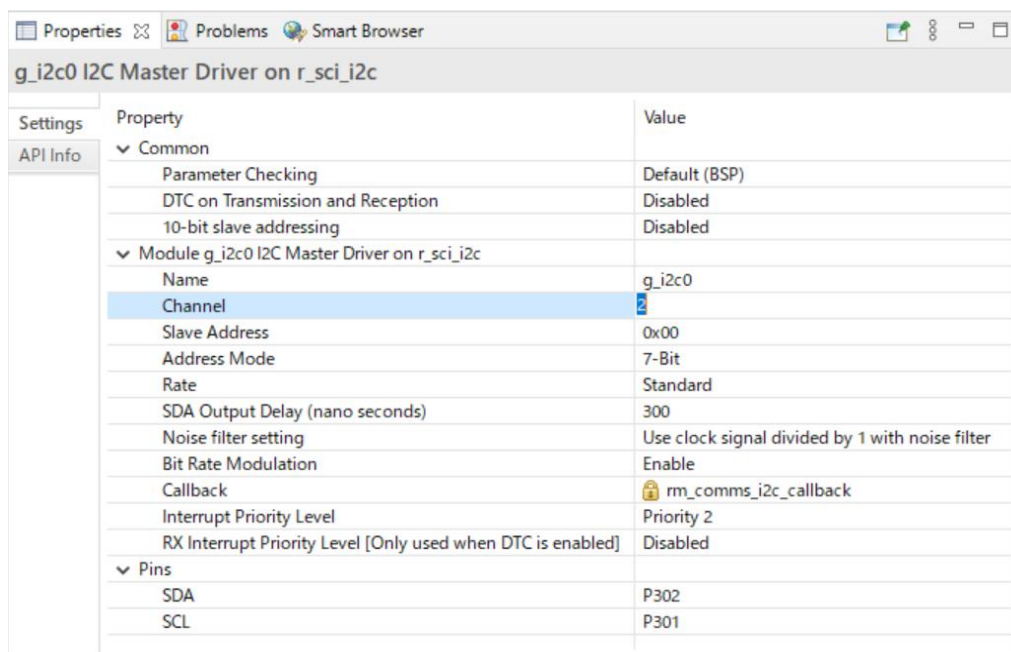 Properties Problems Smart Browser
g_i2c0 I2C Master Driver on r_sci_i2c
Settings
API Info
Property Value
Common
Parameter Checking Default (BSP)
DTC on Transmission and Reception Disabled
10-bit slave addressing Disabled
Module g_i2c0 I2C Master Driver on r_sci_i2c
Name g_i2c0
Channel 2
Slave Address 0x00
Address Mode 7-Bit
Rate Standard
SDA Output Delay (nano seconds) 300
Noise filter setting Use clock signal divided by 1 with noise filter
Bit Rate Modulation Enable
Callback rm_comms_i2c_callback
Interrupt Priority Level Priority 2
RX Interrupt Priority Level [Only used when DTC is enabled] Disabled
Pins
SDA P302
SCL P301